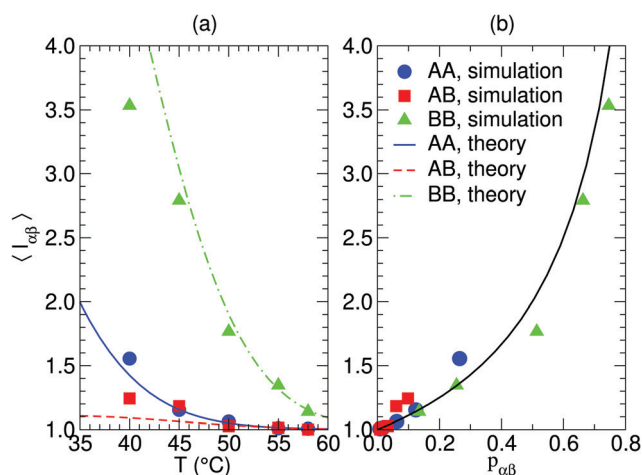 (a)
(b)
4.0
3.5
3.0
2.5
2.0
1.5
1.0
⟨ l_αβ ⟩
35 40 45 50 55 60
T (°C)
4.0
3.5
3.0
2.5
2.0
1.5
1.0
AA, simulation
AB, simulation
BB, simulation
AA, theory
AB, theory
BB, theory
0.0 0.2 0.4 0.6 0.8
p_αβ